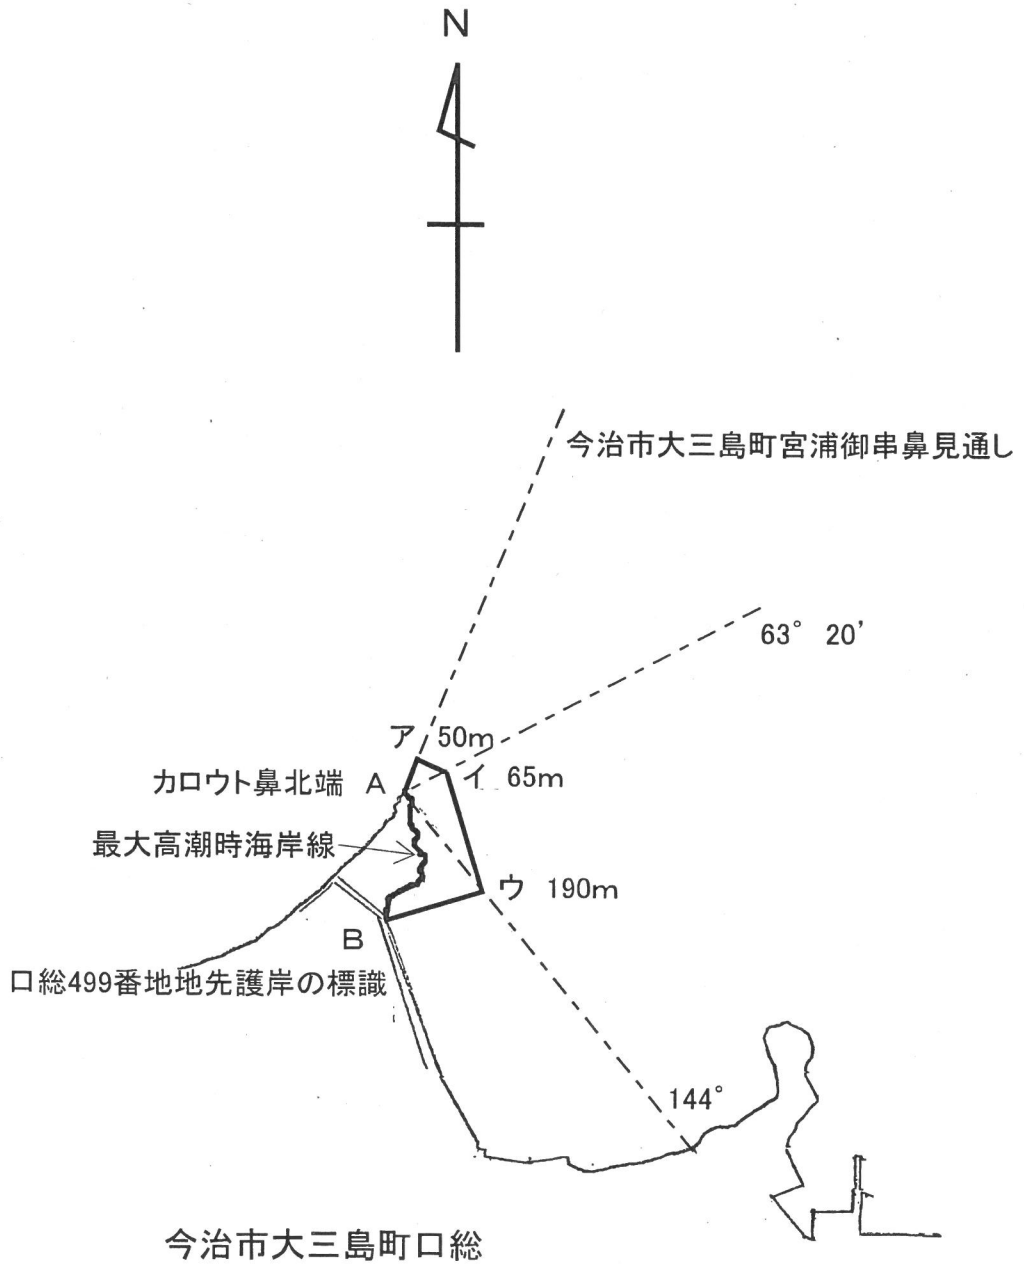 N
今治市大三島町宮浦御串鼻見通し
63° 20’
ア 50m
イ 65m
カロウト鼻北端 A
最大高潮時海岸線
ウ 190m
B
口総499番地地先護岸の標識
144°
今治市大三島町口総